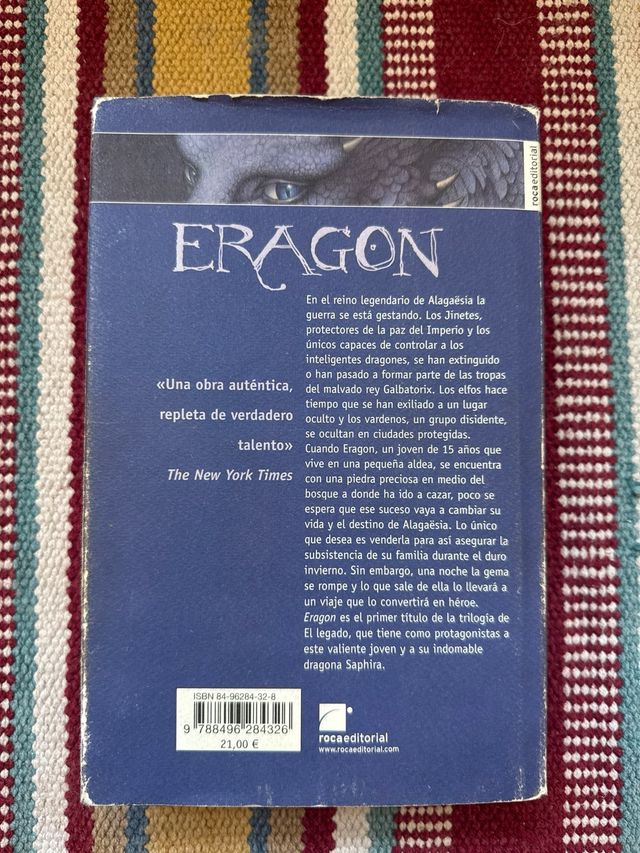 rocaeditorial
ERAGON
«Una obra auténtica,
repleta de verdadero
talento»
The New York Times
En el reino legendario de Alagaësia la
guerra se está gestando. Los Jinetes,
protectores de la paz del Imperio y los
únicos capaces de controlar a los
inteligentes dragones, se han extinguido
o han pasado a formar parte de las tropas
del malvado rey Galbatorix. Los elfos hace
tiempo que se han exiliado a un lugar
oculto y los vardenos, un grupo disidente,
se ocultan en ciudades protegidas.
Cuando Eragon, un joven de 15 años que
vive en una pequeña aldea, se encuentra
con una piedra preciosa en medio del
bosque a donde ha ido a cazar, poco se
espera que ese suceso vaya a cambiar su
vida y el destino de Alagaësia. Lo único
que desea es venderla para así asegurar la
subsistencia de su familia durante el duro
invierno. Sin embargo, una noche la gema
se rompe y lo que sale de ella lo llevará a
un viaje que lo convertirá en héroe.
Eragon es el primer título de la trilogía de
El legado, que tiene como protagonistas a
este valiente joven y a su indomable
dragona Saphira.
ISBN 84-96284-32-8
9 788496 284326
21,00 €
rocaeditorial
www.rocaeditorial.com